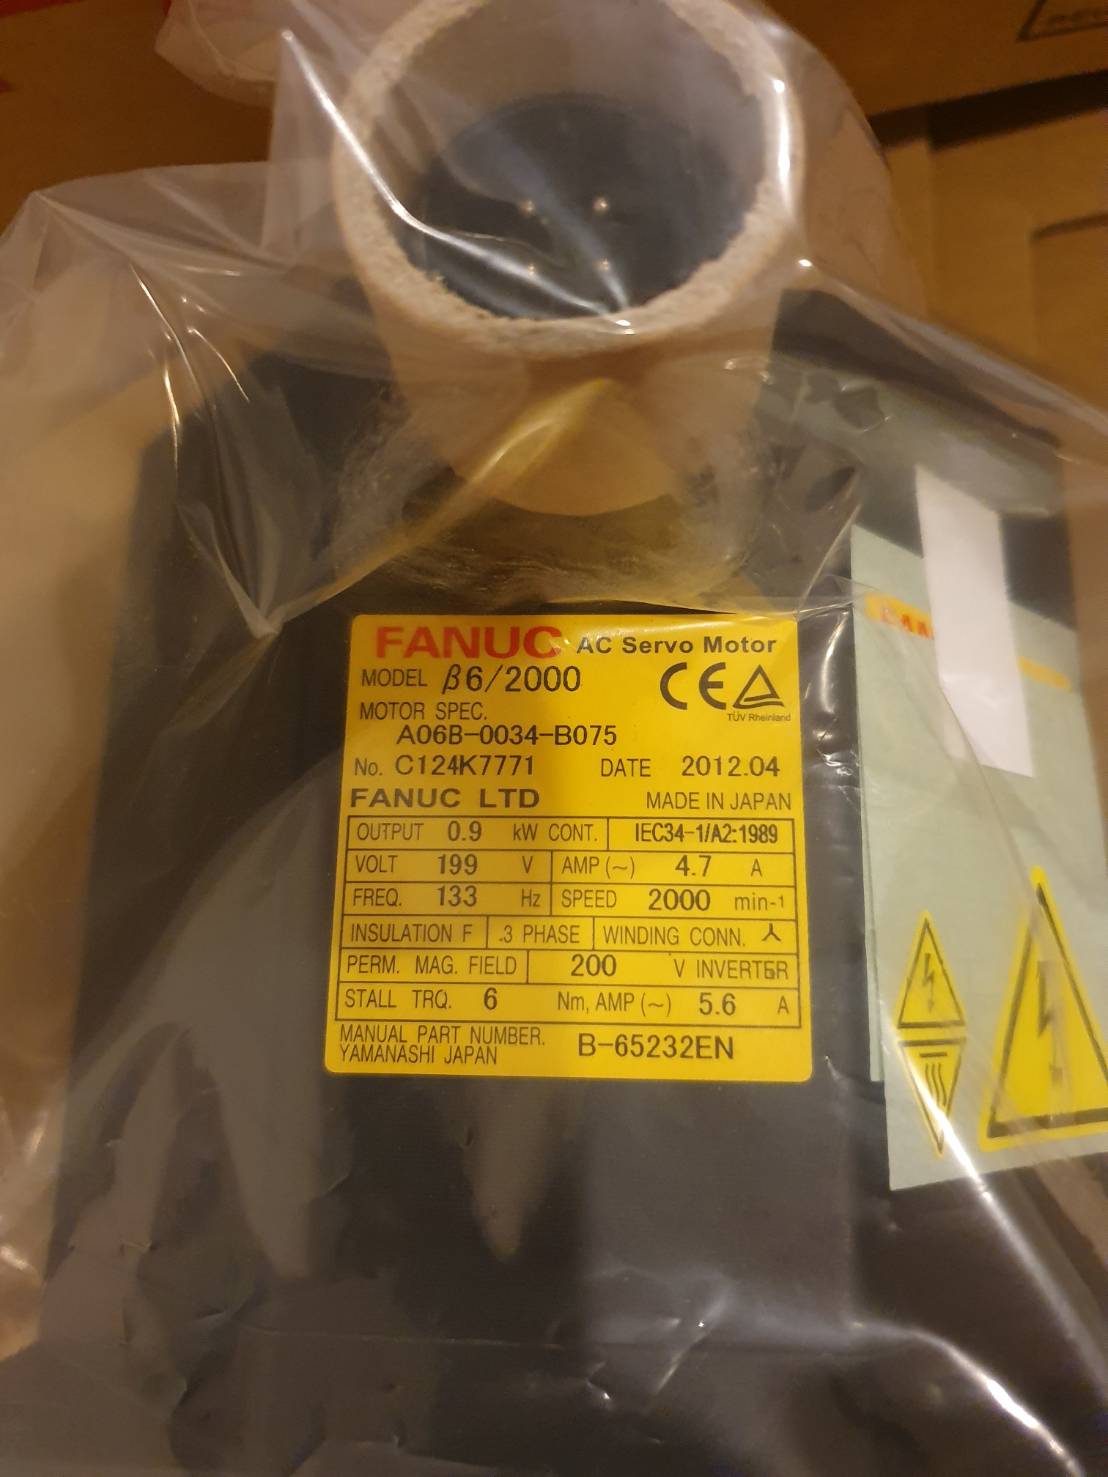 FANUC AC Servo Motor
MODEL β6/2000
CE
TÜV Rheinland
MOTOR SPEC.
A06B-0034-B075
No. C124K7771 DATE 2012.04
FANUC LTD MADE IN JAPAN
OUTPUT 0.9 kW CONT. IEC34-1/A2:1989
VOLT 199 V AMP (~) 4.7 A
FREQ. 133 Hz SPEED 2000 min-1
INSULATION F 3 PHASE WINDING CONN. ⅄
PERM. MAG. FIELD 200 V INVERTER
STALL TRQ. 6 Nm, AMP (~) 5.6 A
MANUAL PART NUMBER. B-65232EN
YAMANASHI JAPAN